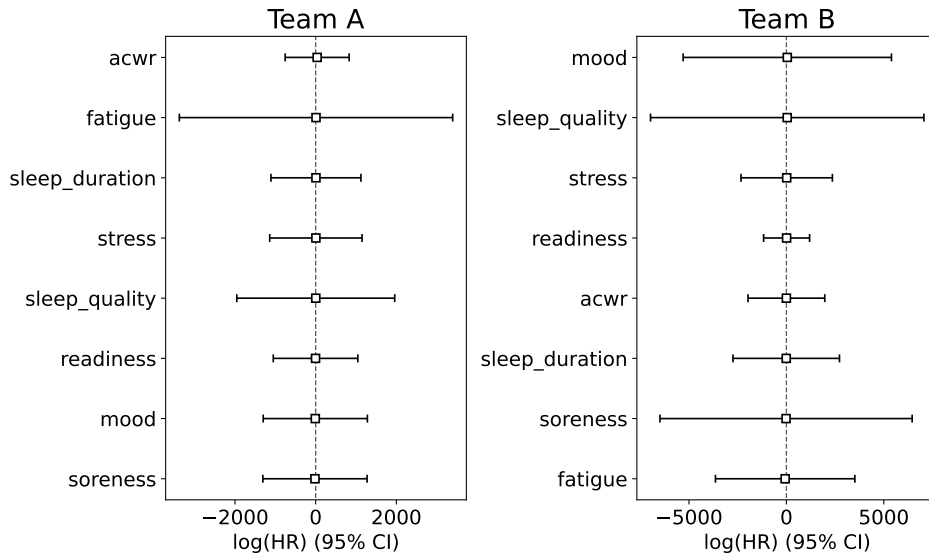 Team A
acwr
fatigue
sleep_duration
stress
sleep_quality
readiness
mood
soreness
−2000 0 2000
log(HR) (95% CI)
Team B
mood
sleep_quality
stress
readiness
acwr
sleep_duration
soreness
fatigue
−5000 0 5000
log(HR) (95% CI)